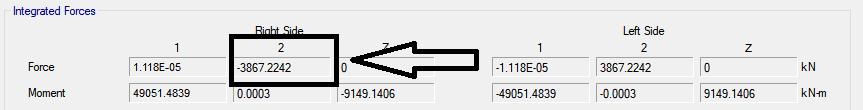 Integrated Forces
Right Side Left Side
1 2 Z 1 2 Z
Force 1.118E-05 -3867.2242 0 -1.118E-05 3867.2242 0 kN
Moment 49051.4839 0.0003 -9149.1406 -49051.4839 -0.0003 9149.1406 kN-m